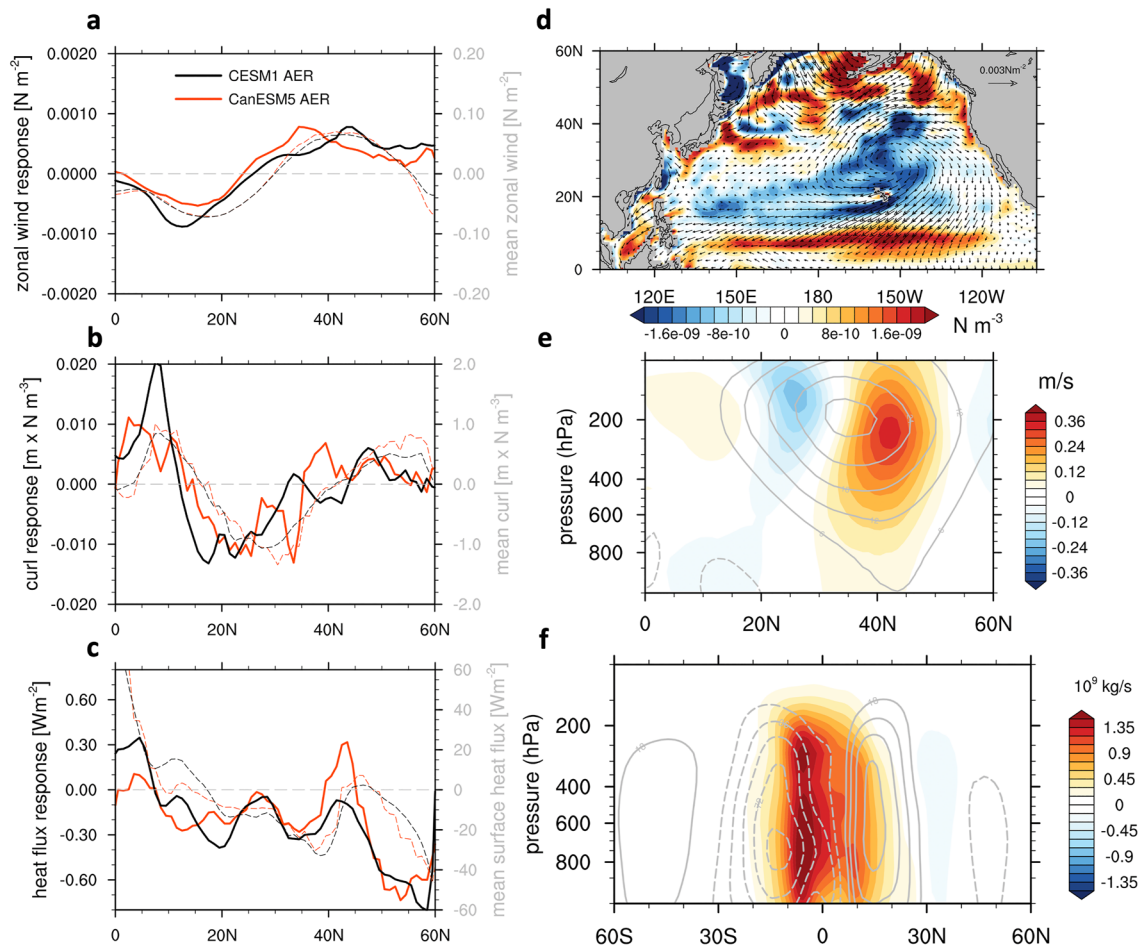 a
zonal wind response [N m-2]
0.0020
0.0010
0.0000
-0.0010
-0.0020
CESM1 AER
CanESM5 AER
0.20
0.10
0.00
-0.10
-0.20
mean zonal wind [N m-2]
0
20N
40N
60N
b
curl response [m x N m-3]
0.020
0.010
0.000
-0.010
-0.020
2.0
1.0
0.0
-1.0
-2.0
mean curl [m x N m-3]
0
20N
40N
60N
c
heat flux response [Wm-2]
0.60
0.30
0.00
-0.30
-0.60
60
40
20
0
-20
-40
-60
mean surface heat flux [Wm-2]
0
20N
40N
60N
d
60N
40N
20N
0
0.003Nm-2
120E
150E
180
150W
120W
-1.6e-09
-8e-10
0
8e-10
1.6e-09
N m-3
e
pressure (hPa)
200
400
600
800
0
20N
40N
60N
m/s
0.36
0.24
0.12
0
-0.12
-0.24
-0.36
f
pressure (hPa)
200
400
600
800
60S
30S
0
30N
60N
10⁹ kg/s
1.35
0.9
0.45
0
-0.45
-0.9
-1.35